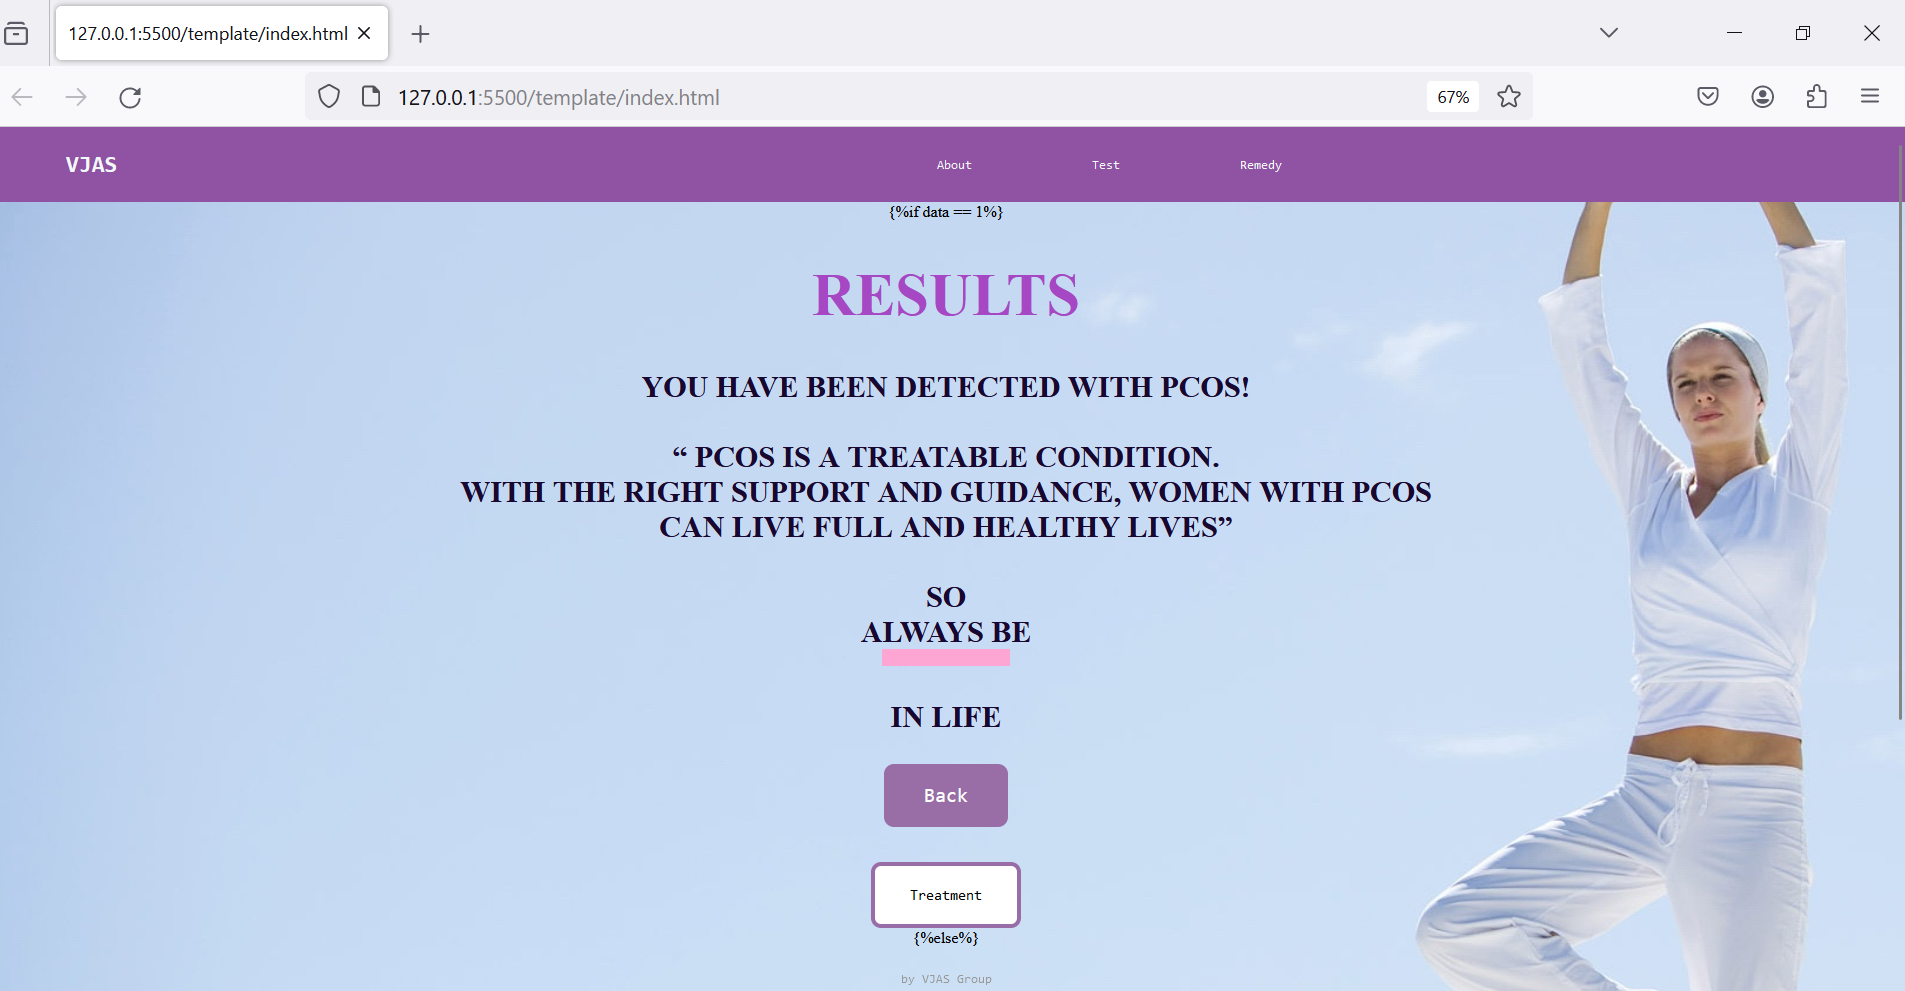 127.0.0.1:5500/template/index.html
127.0.0.1:5500/template/index.html
67%
VJAS
About
Test
Remedy
{%if data == 1%}
RESULTS
YOU HAVE BEEN DETECTED WITH PCOS!
“ PCOS IS A TREATABLE CONDITION.
WITH THE RIGHT SUPPORT AND GUIDANCE, WOMEN WITH PCOS
CAN LIVE FULL AND HEALTHY LIVES”
SO
ALWAYS BE
IN LIFE
Back
Treatment
{%else%}
by VJAS Group